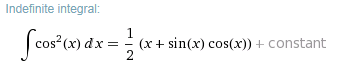 Indefinite integral:
∫cos²(x) dx = 1/2 (x + sin(x) cos(x)) + constant